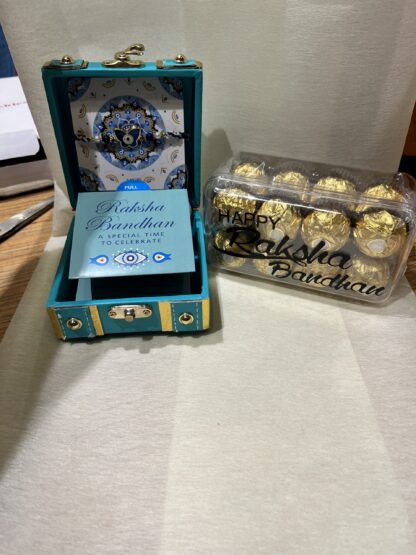 PULL
Raksha
Bandhan
A SPECIAL TIME
TO CELEBRATE
HAPPY
Raksha
Bandhan